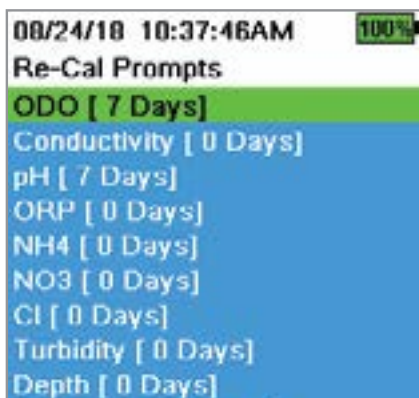 08/24/18 10:37:46AM 100%
Re-Cal Prompts
ODO [ 7 Days]
Conductivity [ 0 Days]
pH [ 7 Days]
ORP [ 0 Days]
NH4 [ 0 Days]
NO3 [ 0 Days]
Cl [ 0 Days]
Turbidity [ 0 Days]
Depth [ 0 Days]